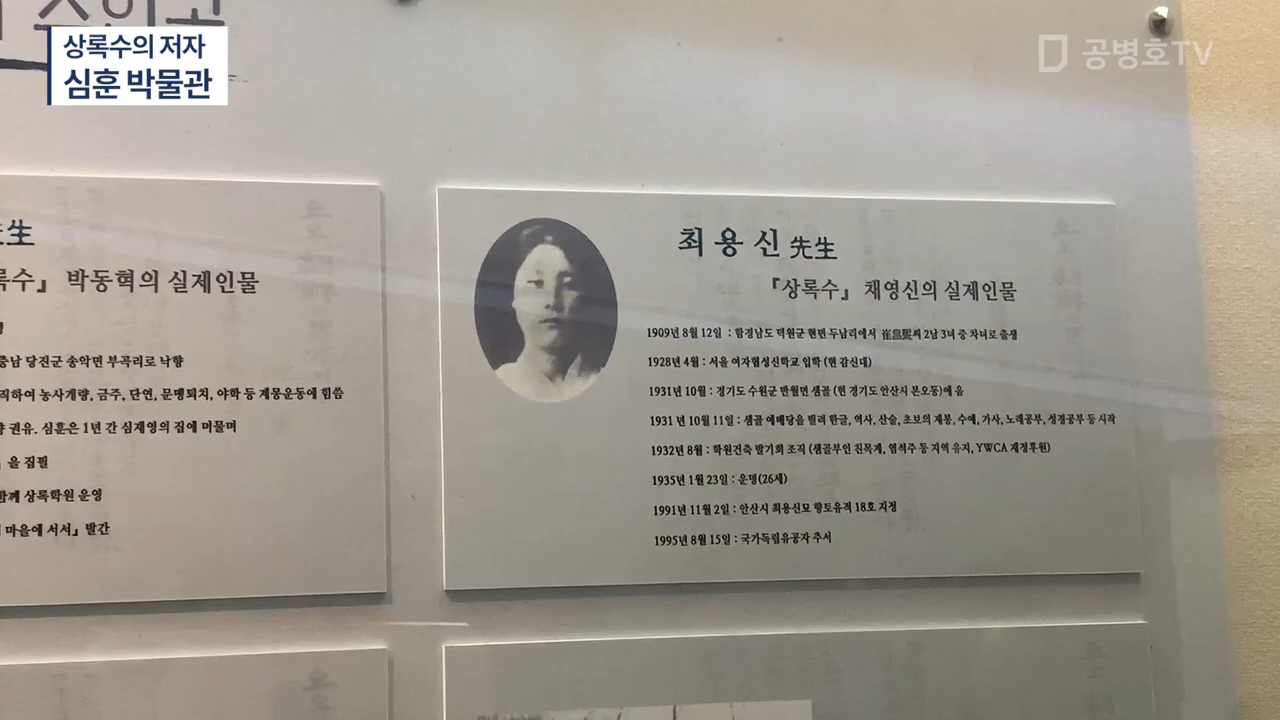 상록수의 저자
심훈 박물관
공병호TV
先生
록수』 박동혁의 실제인물
충남 당진군 송악면 부곡리로 낙향
직하여 농사개량, 금주, 단연, 문맹퇴치, 야학 등 계몽운동에 힘씀
권유. 심훈은 1년 간 심재영의 집에 머물며
을 집필
함께 상록학원 운영
마을에 서서』 발간
최용신 先生
『상록수』 채영신의 실제인물
1909년 8월 12일 : 함경남도 덕원군 현면 두남리에서 崔昌熙씨 2남 3녀 중 차녀로 출생
1928년 4월 : 서울 여자협성신학교 입학 (현 감신대)
1931년 10월 : 경기도 수원군 반월면 샘골 (현 경기도 안산시 본오동)에 옴
1931년 10월 11일 : 샘골 예배당을 빌려 한글, 역사, 산술, 초보의 재봉, 수예, 가사, 노래공부, 성경공부 등 시작
1932년 8월 : 학원건축 발기회 조직 (샘골부인 친목계, 염석주 등 지역 유지, YWCA 재정후원)
1935년 1월 23일 : 운명(26세)
1991년 11월 2일 : 안산시 최용신묘 향토유적 18호 지정
1995년 8월 15일 : 국가독립유공자 추서